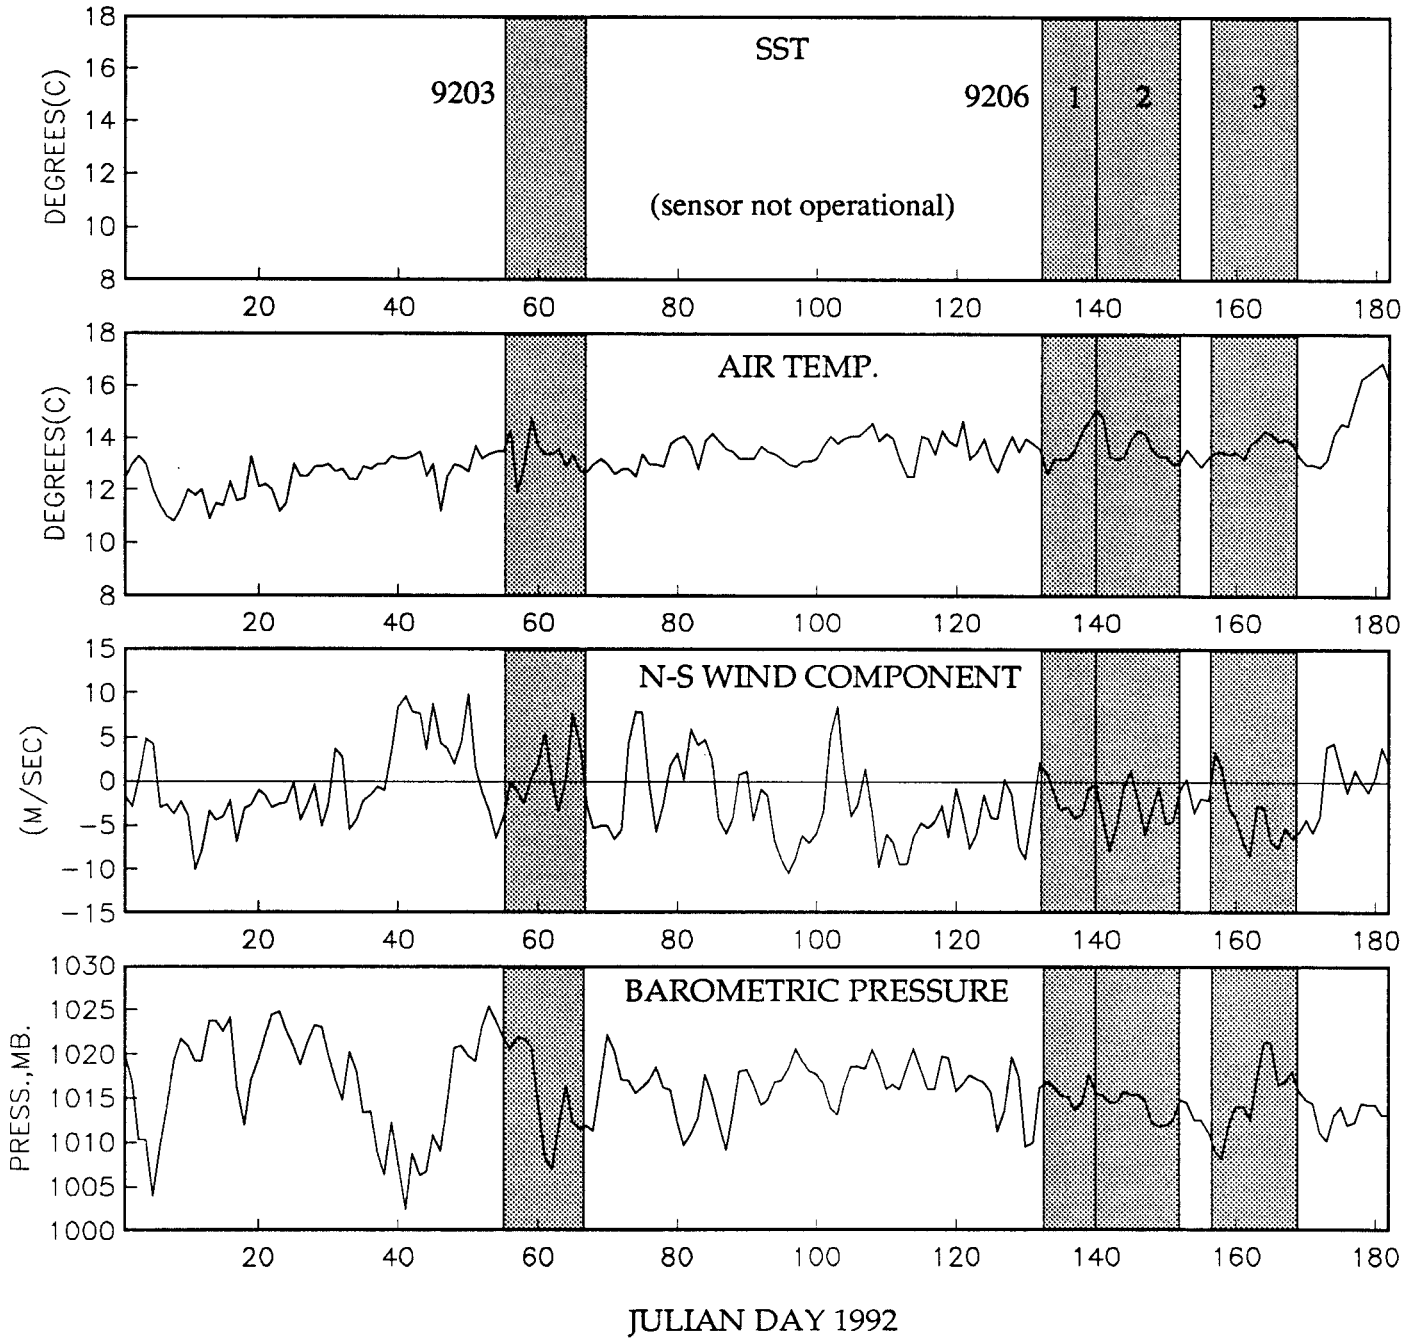 18
SST
16
9203
9206
1
2
3
14
DEGREES(C)
12
(sensor not operational)
10
8
20 40 60 80 100 120 140 160 180
18
AIR TEMP.
16
14
DEGREES(C)
12
10
8
20 40 60 80 100 120 140 160 180
15
N-S WIND COMPONENT
10
5
(M/SEC)
0
-5
-10
-15
20 40 60 80 100 120 140 160 180
1030
BAROMETRIC PRESSURE
1025
1020
PRESS.,MB.
1015
1010
1005
1000
20 40 60 80 100 120 140 160 180
JULIAN DAY 1992